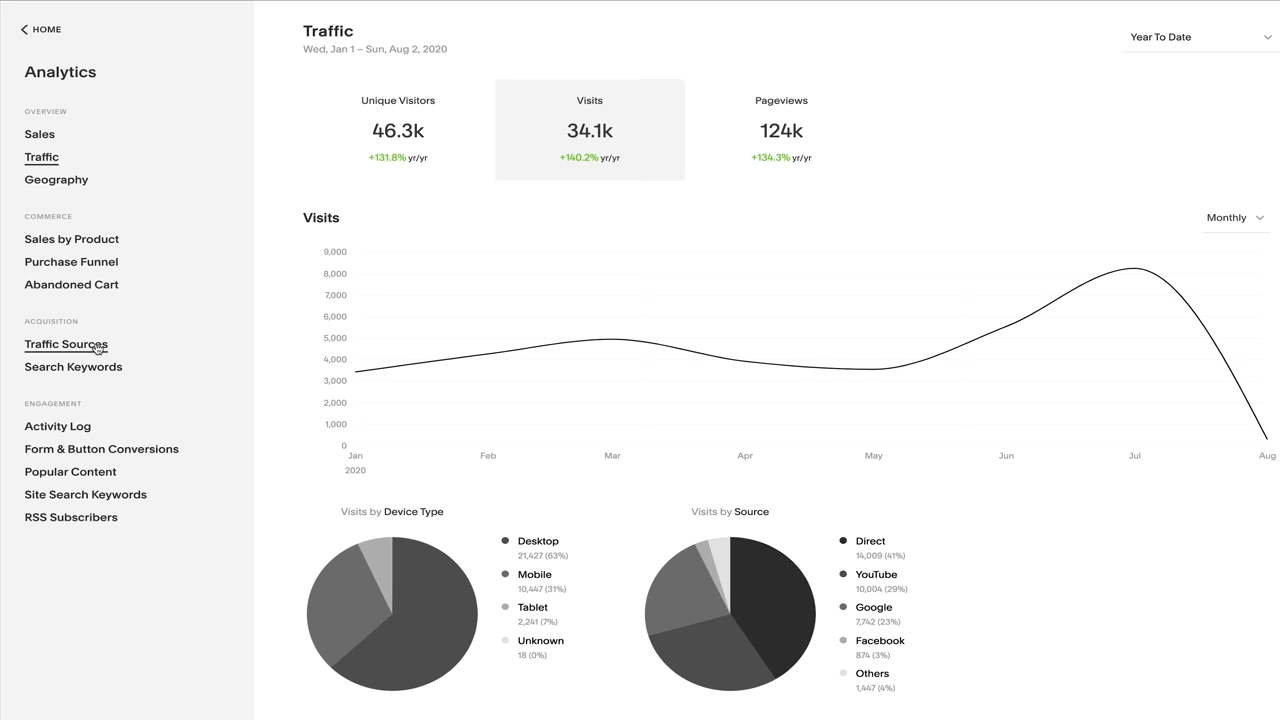 HOME
Analytics
OVERVIEW
Sales
Traffic
Geography
COMMERCE
Sales by Product
Purchase Funnel
Abandoned Cart
ACQUISITION
Traffic Sources
Search Keywords
ENGAGEMENT
Activity Log
Form & Button Conversions
Popular Content
Site Search Keywords
RSS Subscribers
Traffic
Wed, Jan 1 – Sun, Aug 2, 2020
Year To Date
Unique Visitors
46.3k
+131.8% yr/yr
Visits
34.1k
+140.2% yr/yr
Pageviews
124k
+134.3% yr/yr
Visits
Monthly
9,000
8,000
7,000
6,000
5,000
4,000
3,000
2,000
1,000
0
Jan Feb Mar Apr May Jun Jul Aug
2020
Visits by Device Type
Desktop
21,427 (63%)
Mobile
10,447 (31%)
Tablet
2,241 (7%)
Unknown
18 (0%)
Visits by Source
Direct
14,009 (41%)
YouTube
10,004 (29%)
Google
7,742 (23%)
Facebook
874 (3%)
Others
1,447 (4%)